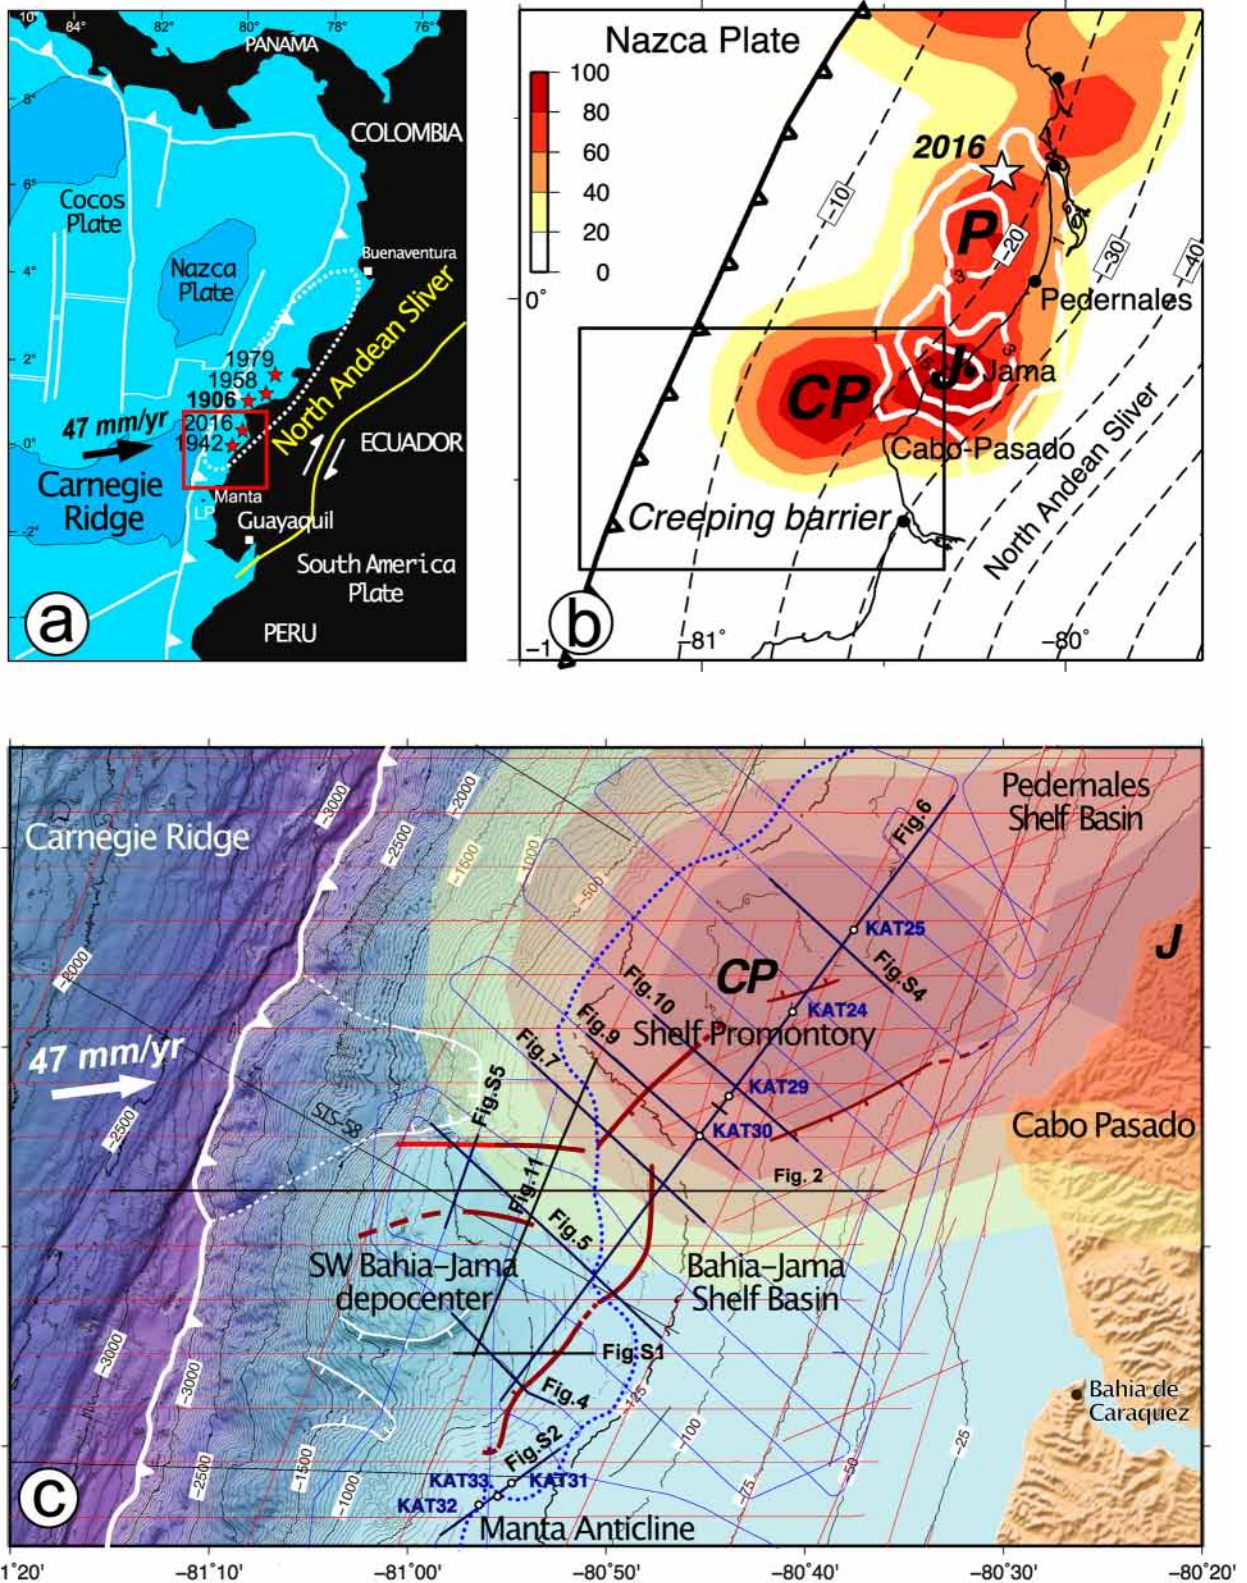 10°
84°
82°
80°
78°
76°
PANAMA
8°
COLOMBIA
6°
Cocos
Plate
Buenaventura
4°
Nazca
Plate
North Andean Sliver
2°
1979
1958
1906
2016
1942
47 mm/yr
0°
ECUADOR
Carnegie
Ridge
Manta
LP
Guayaquil
-2°
South America
Plate
PERU
a
Nazca Plate
100
80
60
40
20
0
2016
-10
P
-20
1
-30
-40
3
0°
Pedernales
1
3
5
J
Jama
CP
Cabo-Pasado
North Andean Sliver
Creeping barrier
b
-1
-81°
-80°
-3000
-2000
Pedernales
Shelf Basin
Carnegie Ridge
-2500
-1500
-1000
-500
Fig.6
KAT25
J
-2000
CP
Fig.10
Fig.S4
Fig.9
KAT24
Shelf Promontory
47 mm/yr
Fig.7
Fig.S5
KAT29
-2500
SIS-58
KAT30
Cabo Pasado
Fig.11
Fig. 2
Fig.5
SW Bahia-Jama
depocenter
Bahia-Jama
Shelf Basin
-3000
-3000
Fig.S1
Fig.4
-125
Bahia de
Caraquez
Fig.S2
-100
-25
-2500
-1500
-1000
KAT33
KAT31
KAT32
-75
-50
c
Manta Anticline
1°20'
-81°10'
-81°00'
-80°50'
-80°40'
-80°30'
-80°20'